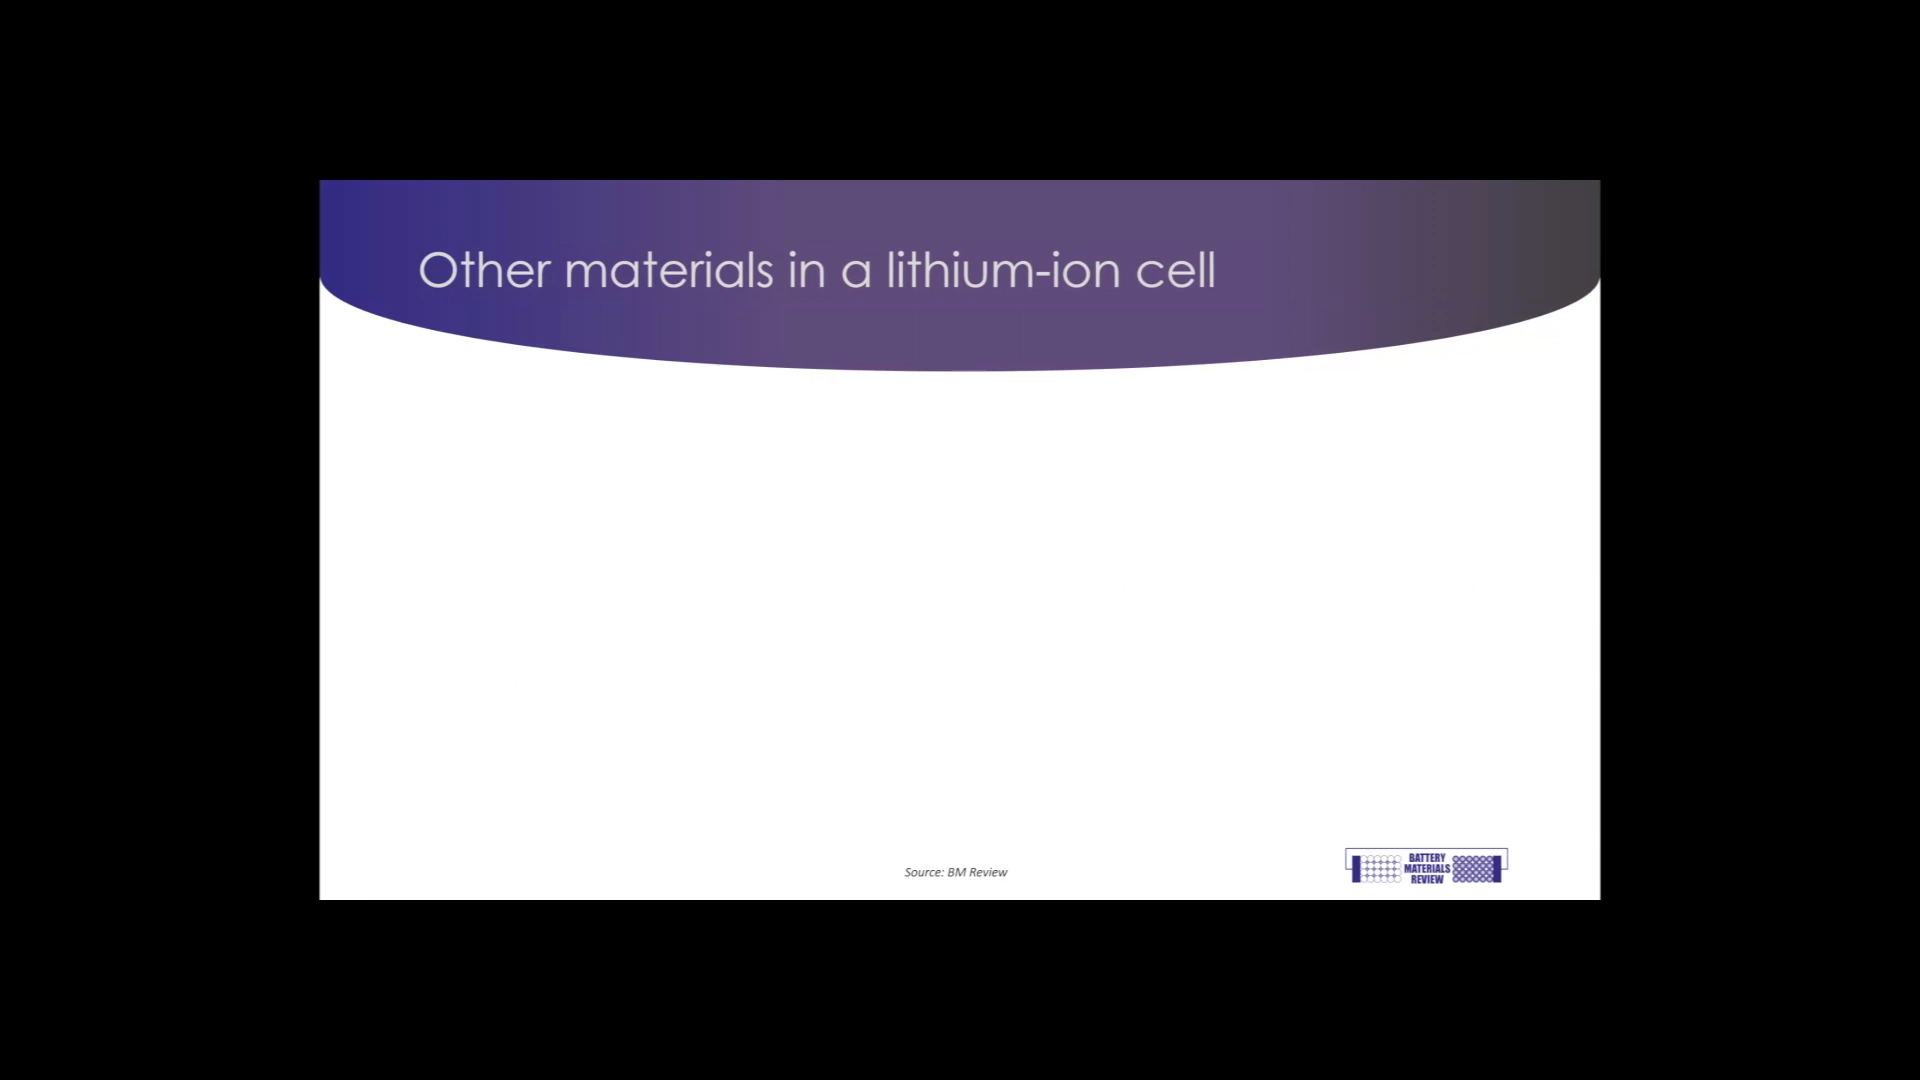 Other materials in a lithium-ion cell
Source: BM Review
BATTERY
MATERIALS
REVIEW